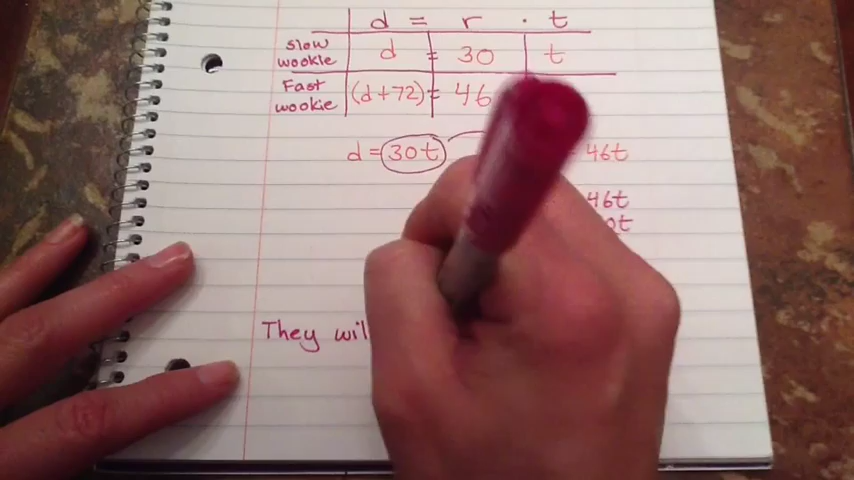 d = r · t
slow wookie d = 30 t
Fast wookie (d+72) = 46
d = 30t 46t
46t
They wil